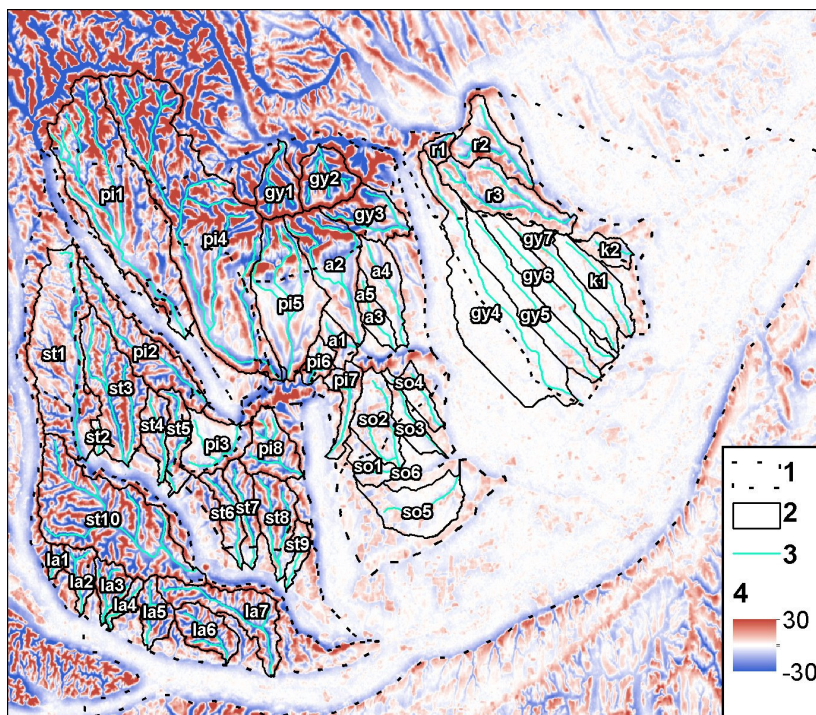 r1
r2
pi1
gy1
gy2
r3
gy3
pi4
gy7
k2
a2
a4
gy6
k1
pi5
a5
gy4
gy5
a3
a1
st1
pi2
pi6
st3
pi7
so4
so2
so3
st2
st4
st5
pi3
pi8
so1
so6
st10
st6
st7
st8
so5
st9
la1
la2
la3
la4
la5
la6
la7
1
2
3
4
30
-30